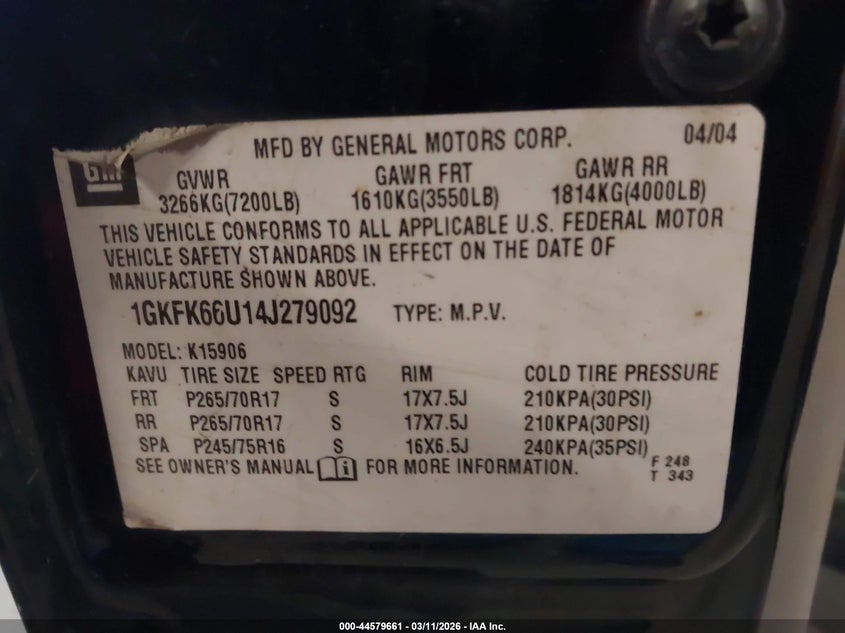 MFD BY GENERAL MOTORS CORP. 04/04
GM
GVWR GAWR FRT GAWR RR
3266KG(7200LB) 1610KG(3550LB) 1814KG(4000LB)
THIS VEHICLE CONFORMS TO ALL APPLICABLE U.S. FEDERAL MOTOR
VEHICLE SAFETY STANDARDS IN EFFECT ON THE DATE OF
MANUFACTURE SHOWN ABOVE.
1GKFK66U14J279092 TYPE: M.P.V.
MODEL: K15906
KAVU TIRE SIZE SPEED RTG RIM COLD TIRE PRESSURE
FRT P265/70R17 S 17X7.5J 210KPA(30PSI)
RR P265/70R17 S 17X7.5J 210KPA(30PSI)
SPA P245/75R16 S 16X6.5J 240KPA(35PSI)
SEE OWNER'S MANUAL FOR MORE INFORMATION. F 248
T 343
000-44579661 - 03/11/2026 - IAA Inc.